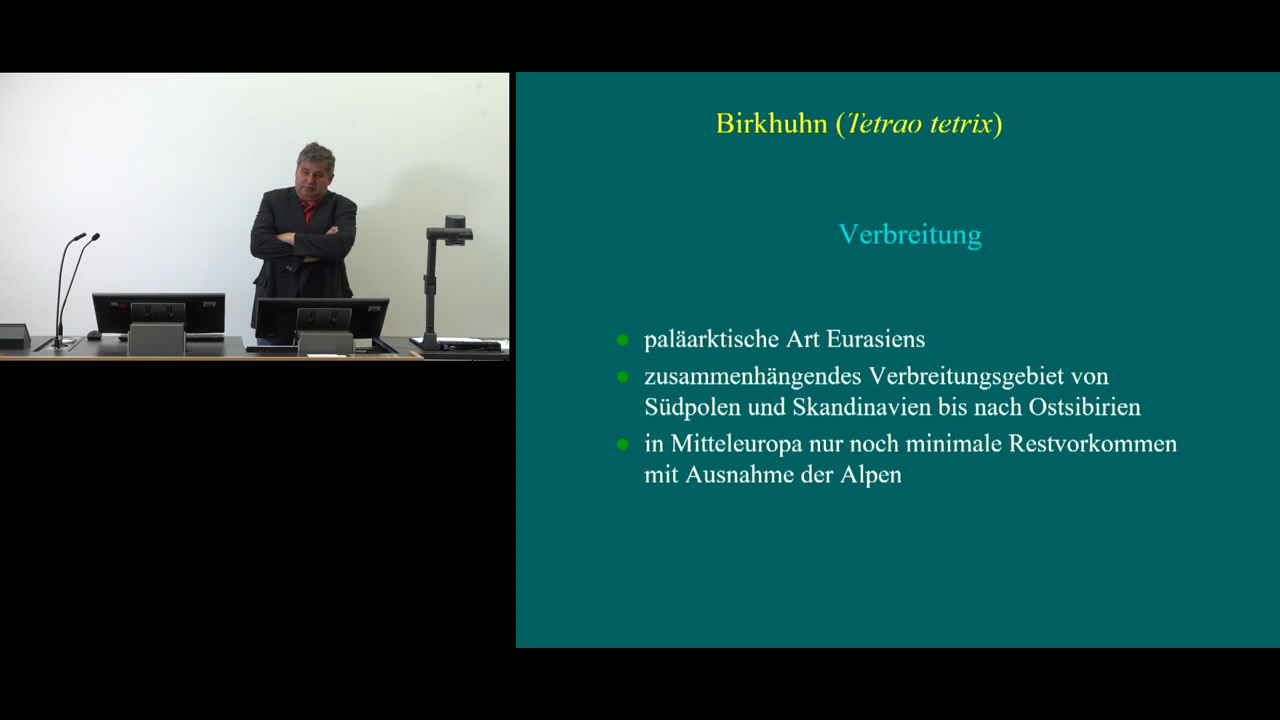 Birkhuhn (Tetrao tetrix)
Verbreitung
paläarktische Art Eurasiens
zusammenhängendes Verbreitungsgebiet von
Südpolen und Skandinavien bis nach Ostsibirien
in Mitteleuropa nur noch minimale Restvorkommen
mit Ausnahme der Alpen